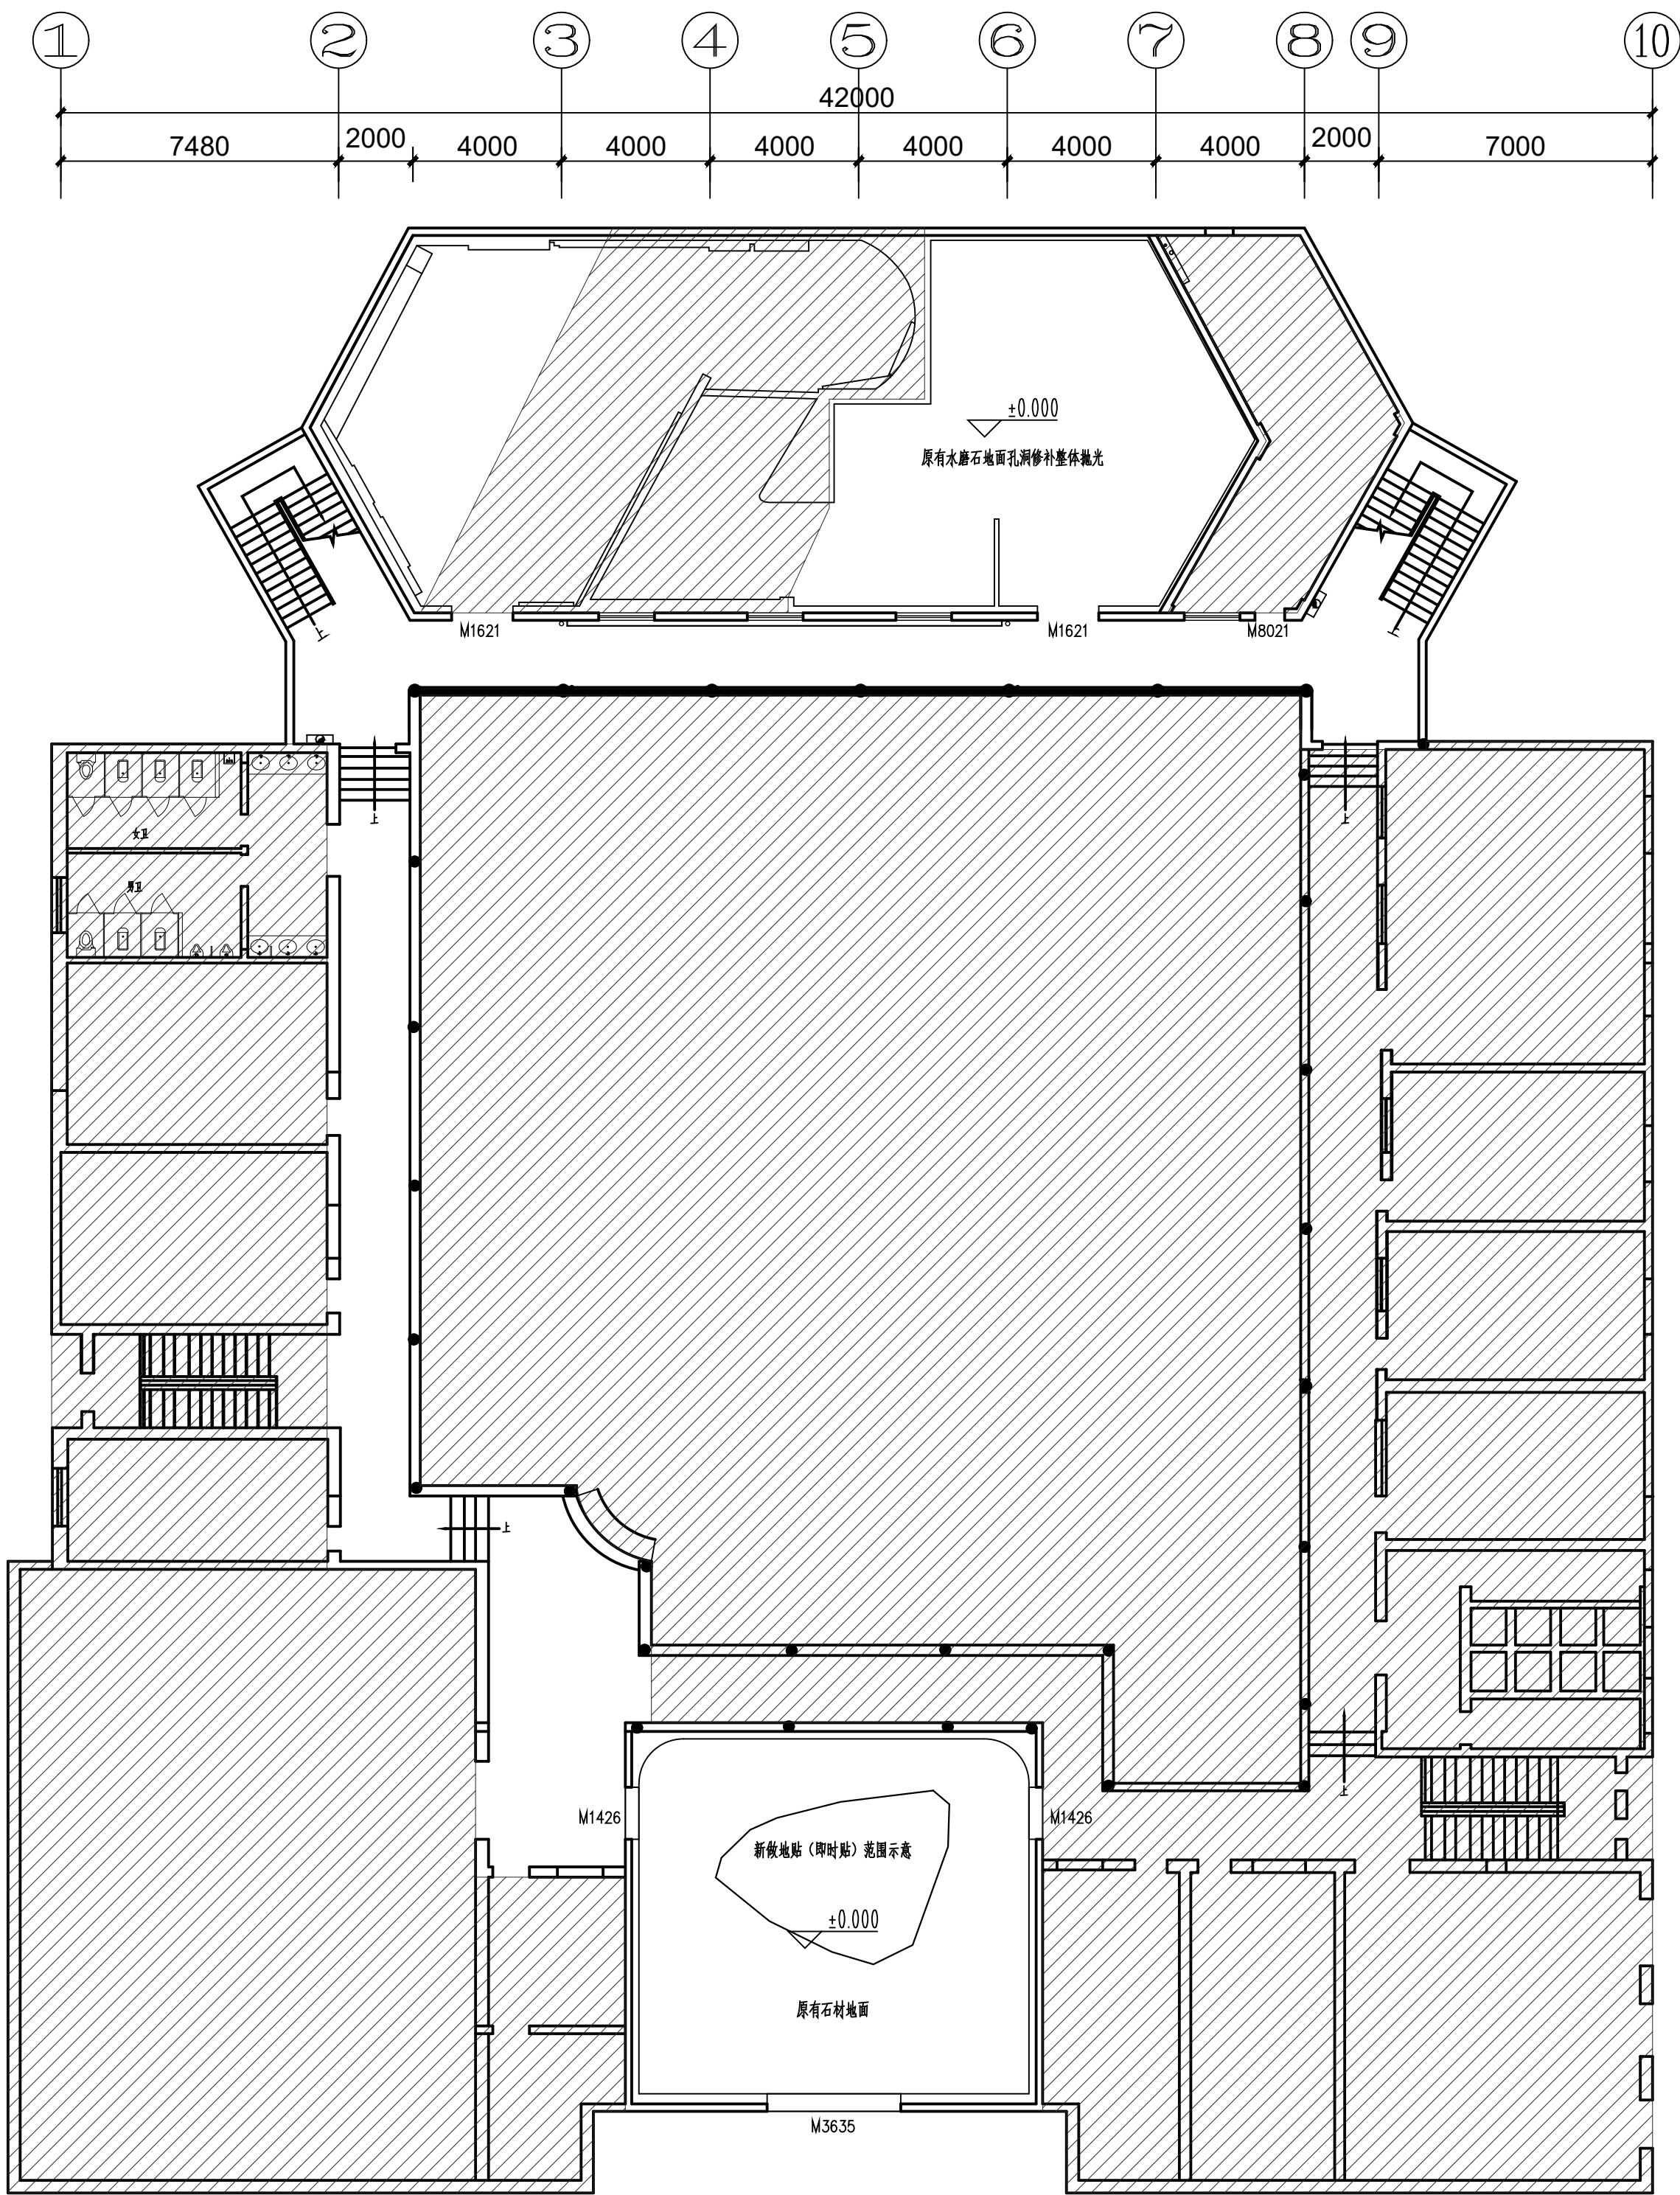 1 2 3 4 5 6 7 8 9 10
42000
7480 2000 4000 4000 4000 4000 4000 4000 2000 7000
±0.000
原有水磨石地面孔洞修补整体抛光
上 上
M1621 M1621 M8021
上 上
女卫
男卫
上
上
M1426 M1426
新做地贴（即时贴）范围示意
±0.000
原有石材地面
M3635